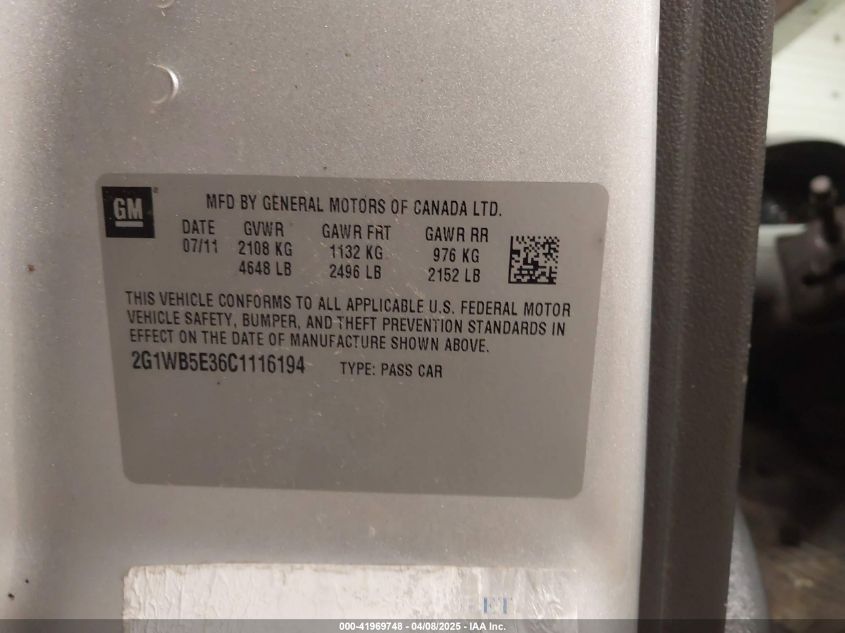 GM
MFD BY GENERAL MOTORS OF CANADA LTD.
DATE GVWR GAWR FRT GAWR RR
07/11 2108 KG 1132 KG 976 KG
4648 LB 2496 LB 2152 LB
THIS VEHICLE CONFORMS TO ALL APPLICABLE U.S. FEDERAL MOTOR
VEHICLE SAFETY, BUMPER, AND THEFT PREVENTION STANDARDS IN
EFFECT ON THE DATE OF MANUFACTURE SHOWN ABOVE.
2G1WB5E36C1116194 TYPE: PASS CAR
000-41969748 - 04/08/2025 - IAA Inc.